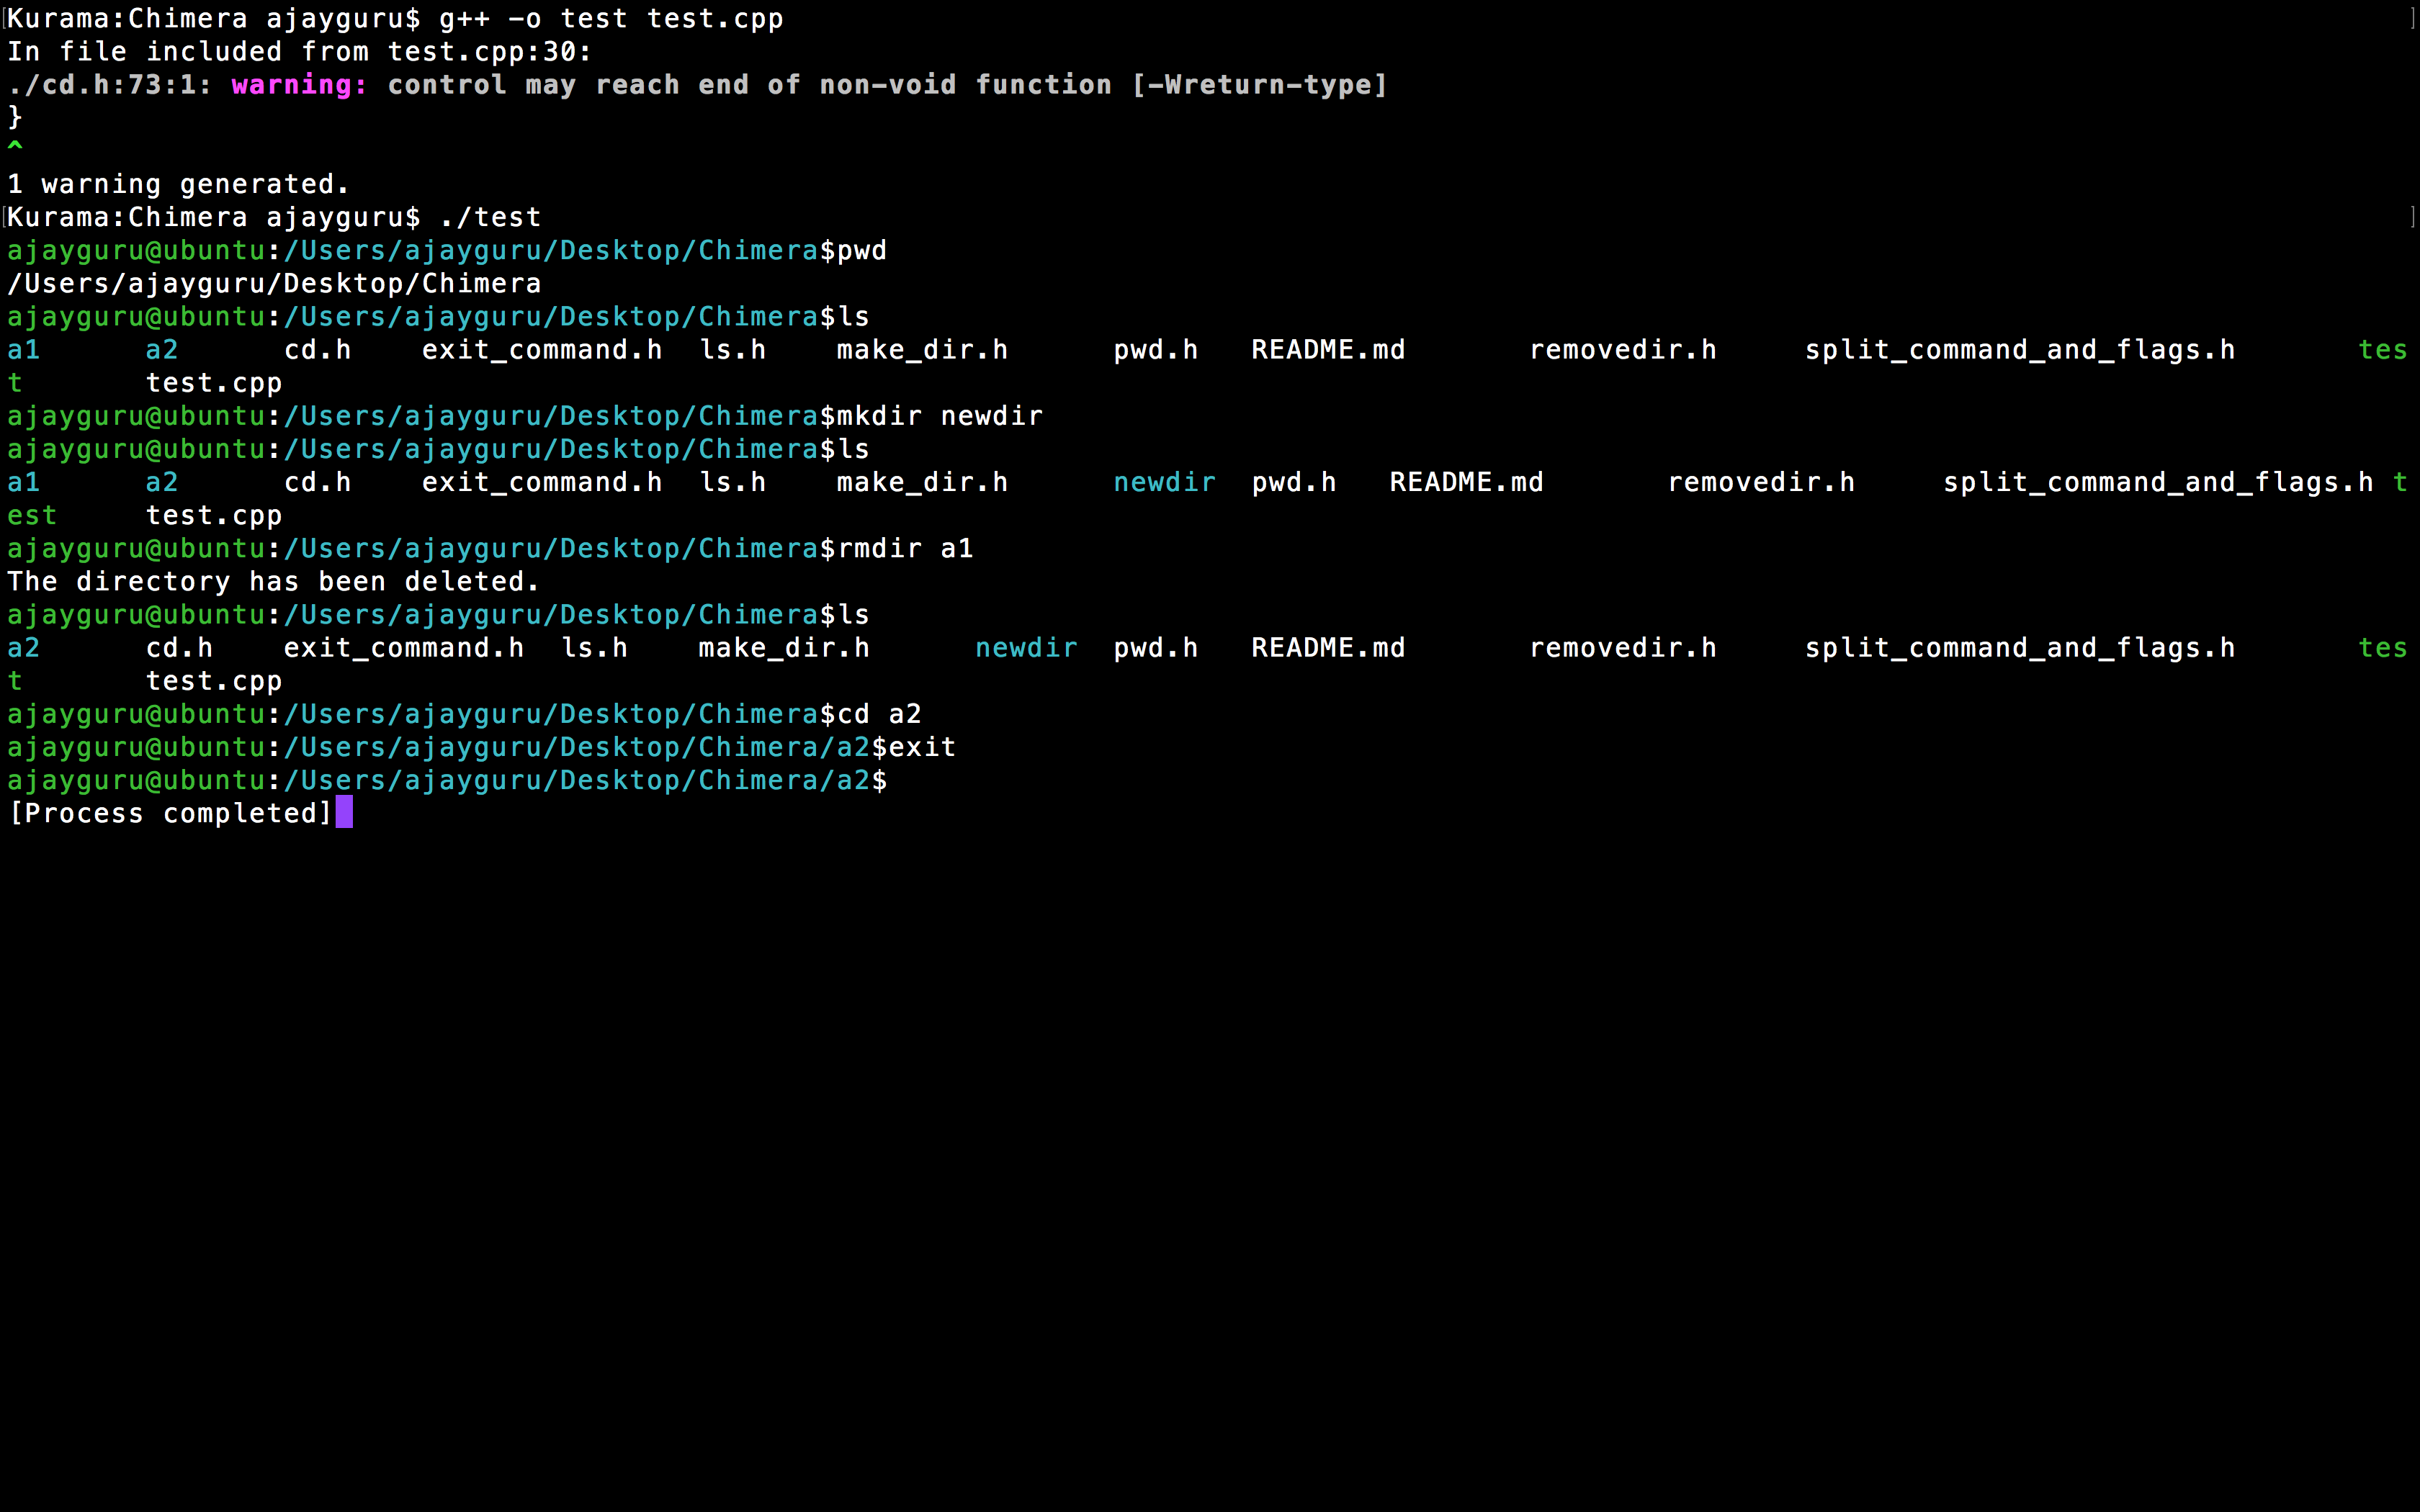 [Kurama:Chimera ajayguru$ g++ -o test test.cpp ]
In file included from test.cpp:30:
./cd.h:73:1: warning: control may reach end of non-void function [-Wreturn-type]
}
^
1 warning generated.
[Kurama:Chimera ajayguru$ ./test ]
ajayguru@ubuntu:/Users/ajayguru/Desktop/Chimera$pwd ]
/Users/ajayguru/Desktop/Chimera
ajayguru@ubuntu:/Users/ajayguru/Desktop/Chimera$ls
a1 a2 cd.h exit_command.h ls.h make_dir.h pwd.h README.md removedir.h split_command_and_flags.h tes
t test.cpp
ajayguru@ubuntu:/Users/ajayguru/Desktop/Chimera$mkdir newdir
ajayguru@ubuntu:/Users/ajayguru/Desktop/Chimera$ls
a1 a2 cd.h exit_command.h ls.h make_dir.h newdir pwd.h README.md removedir.h split_command_and_flags.h t
est test.cpp
ajayguru@ubuntu:/Users/ajayguru/Desktop/Chimera$rmdir a1
The directory has been deleted.
ajayguru@ubuntu:/Users/ajayguru/Desktop/Chimera$ls
a2 cd.h exit_command.h ls.h make_dir.h newdir pwd.h README.md removedir.h split_command_and_flags.h tes
t test.cpp
ajayguru@ubuntu:/Users/ajayguru/Desktop/Chimera$cd a2
ajayguru@ubuntu:/Users/ajayguru/Desktop/Chimera/a2$exit
ajayguru@ubuntu:/Users/ajayguru/Desktop/Chimera/a2$
[Process completed]